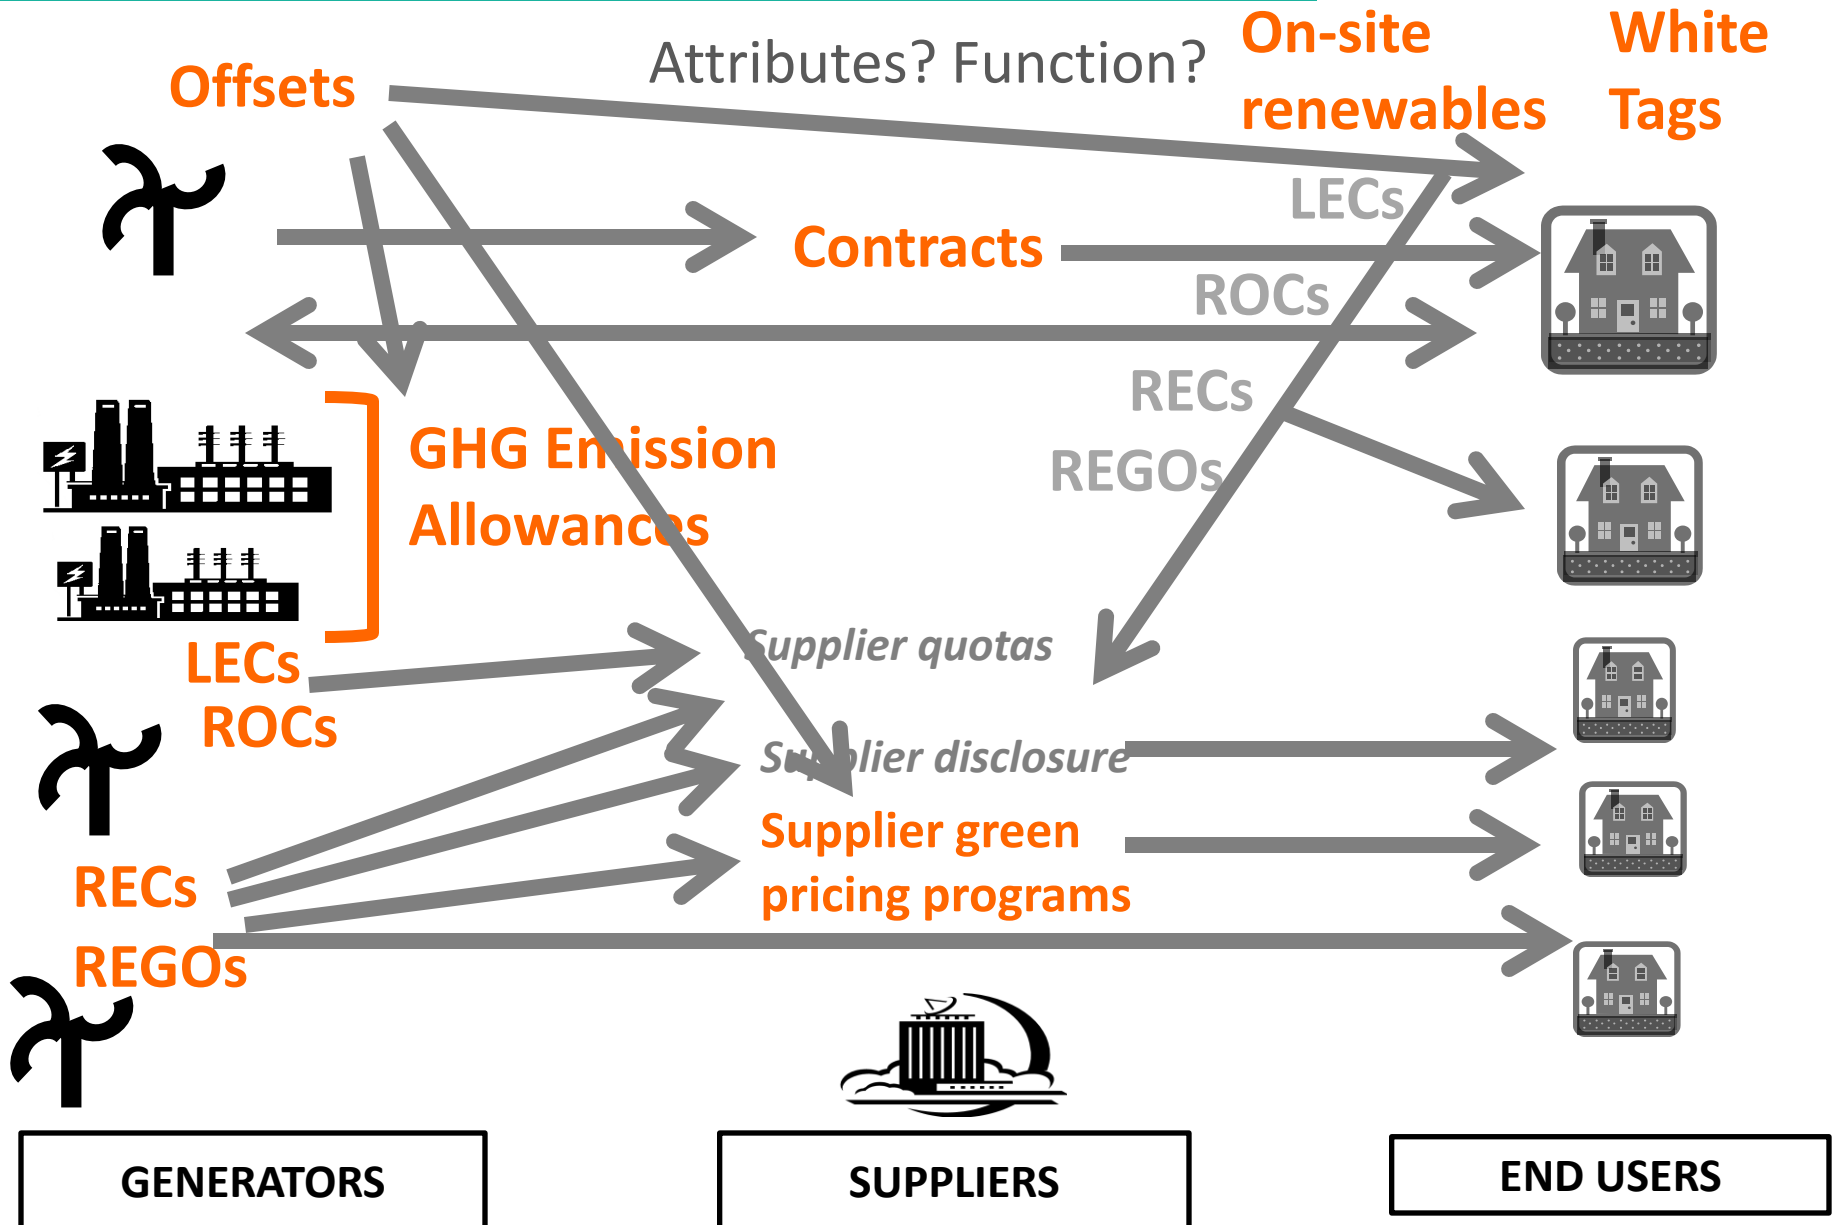 Attributes? Function?
Offsets
On-site
renewables
White
Tags
LECs
Contracts
ROCs
RECs
REGOs
GHG Emission
Allowances
LECs
ROCs
Supplier quotas
Supplier disclosure
Supplier green
pricing programs
RECs
REGOs
GENERATORS
SUPPLIERS
END USERS